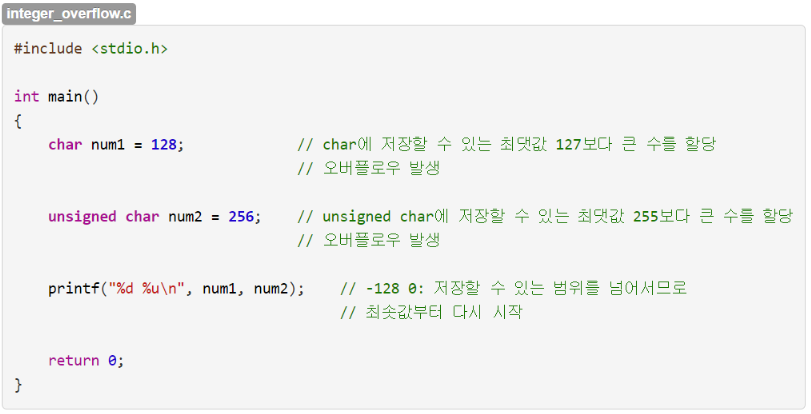 integer_overflow.c
#include <stdio.h>
int main()
{
char num1 = 128; // char에 저장할 수 있는 최댓값 127보다 큰 수를 할당
// 오버플로우 발생
unsigned char num2 = 256; // unsigned char에 저장할 수 있는 최댓값 255보다 큰 수를 할당
// 오버플로우 발생
printf("%d %u\n", num1, num2); // -128 0: 저장할 수 있는 범위를 넘어서므로
// 최솟값부터 다시 시작
return 0;
}